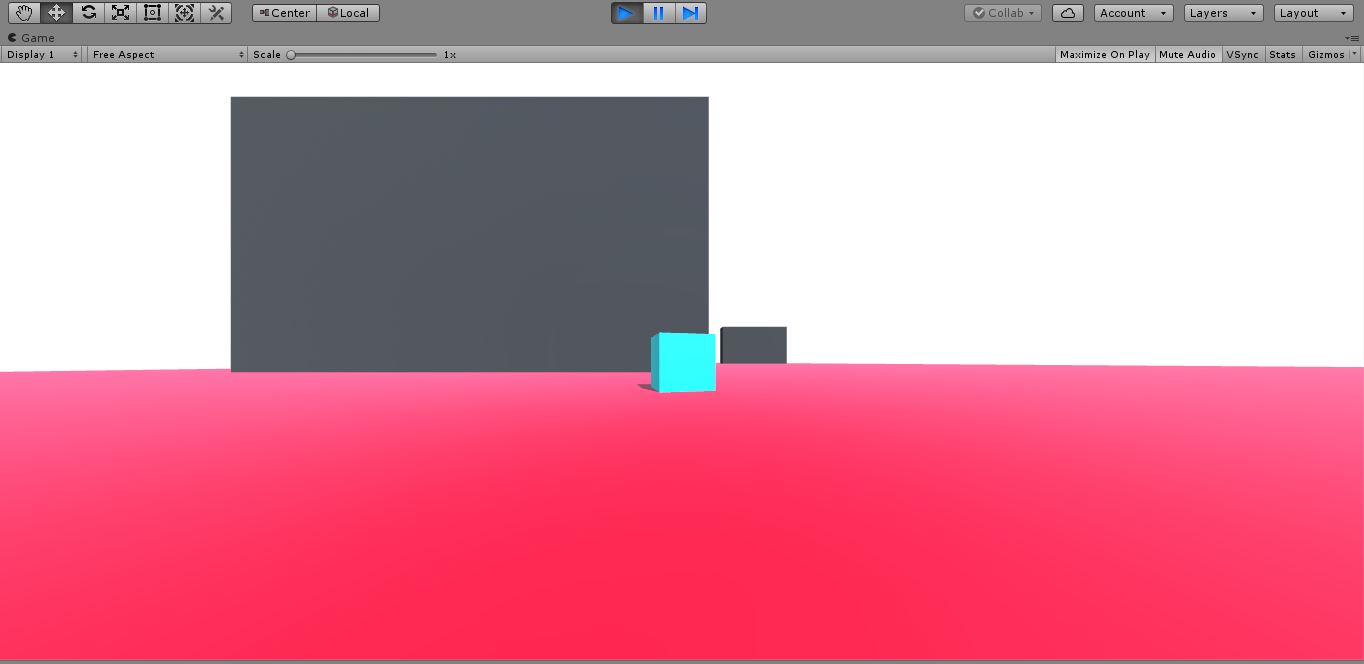 Center Local Collab Account Layers Layout
Game
Display 1 Free Aspect Scale 1x Maximize On Play Mute Audio VSync Stats Gizmos